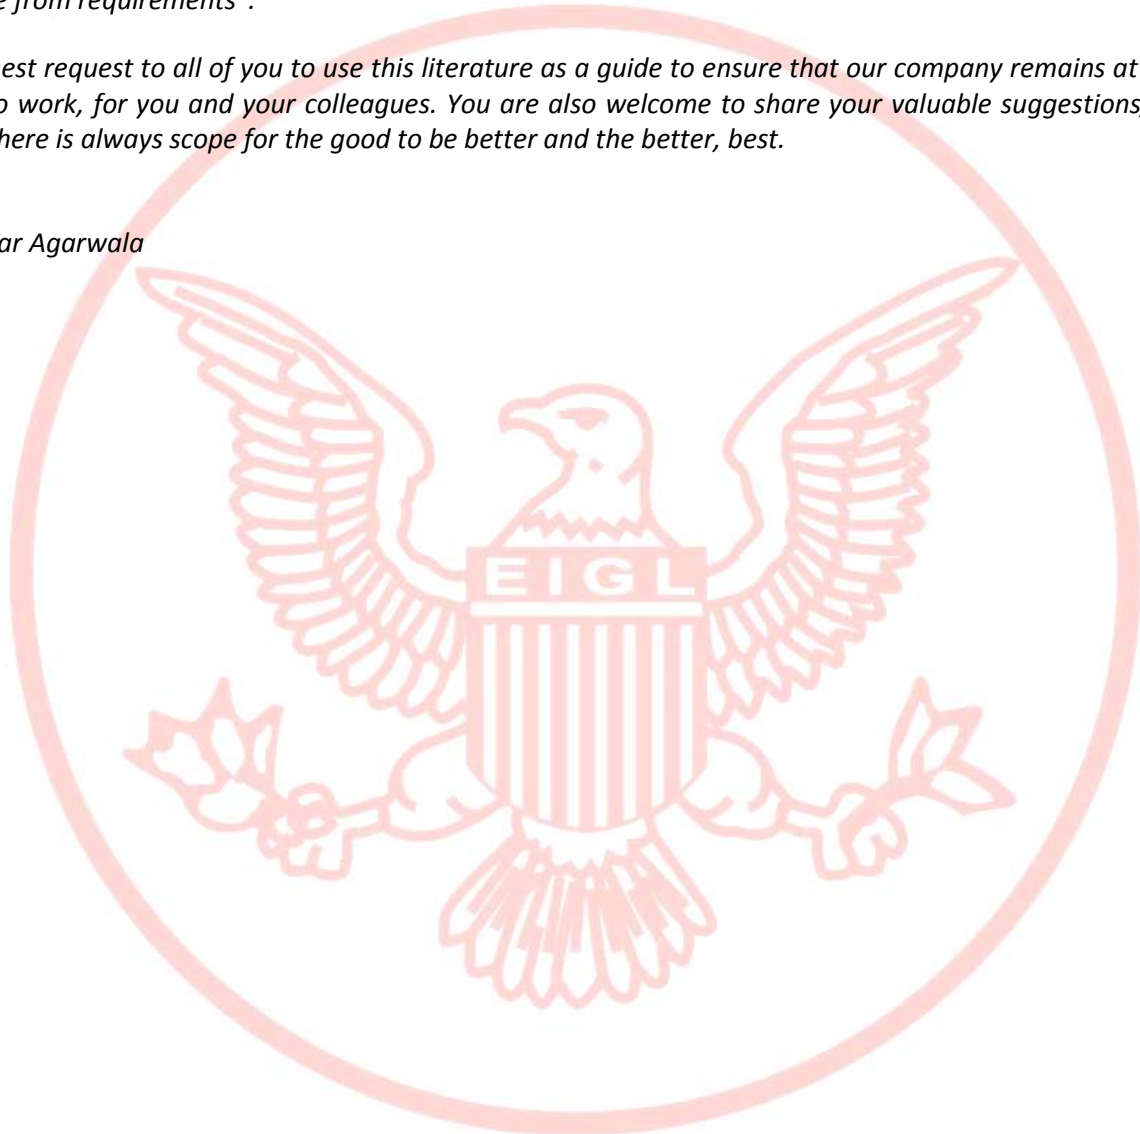 e from requirements".
est request to all of you to use this literature as a guide to ensure that our company remains at
o work, for you and your colleagues. You are also welcome to share your valuable suggestions,
here is always scope for the good to be better and the better, best.
ar Agarwala
EIGL